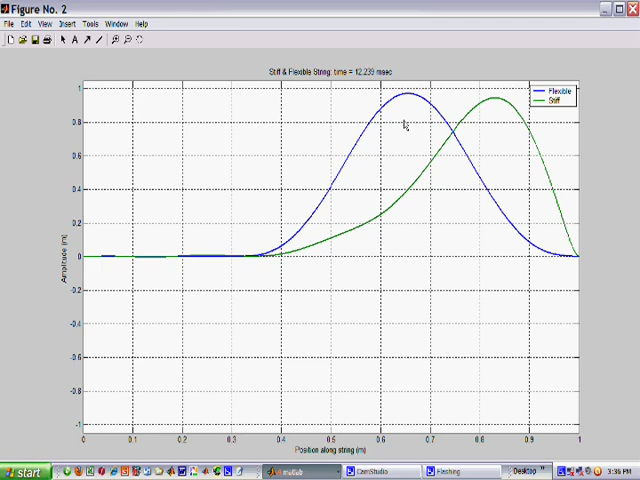 Figure No. 2
File Edit View Insert Tools Window Help
Stiff & Flexible String: time = 12.239 msec
Flexible
Stiff
1
0.8
0.6
0.4
0.2
0
-0.2
-0.4
-0.6
-0.8
-1
Amplitude (m)
0 0.1 0.2 0.3 0.4 0.5 0.6 0.7 0.8 0.9 1
Position along string (m)
start
matlab
CamStudio
Flashing
Desktop
3:36 PM